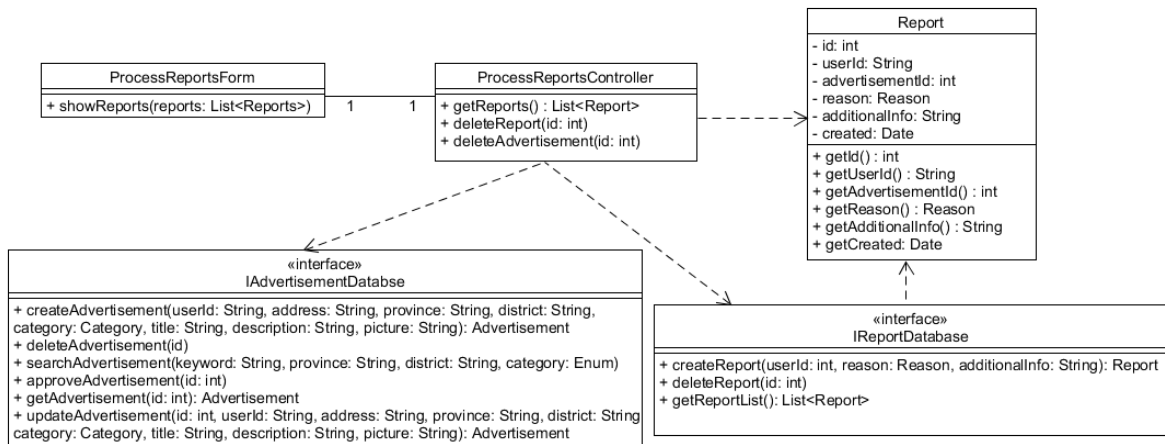 ProcessReportsForm
+ showReports(reports: List<Reports>)
1
1
ProcessReportsController
+ getReports() : List<Report>
+ deleteReport(id: int)
+ deleteAdvertisement(id: int)
Report
- id: int
- userId: String
- advertisementId: int
- reason: Reason
- additionalInfo: String
- created: Date
+ getId() : int
+ getUserId() : String
+ getAdvertisementId() : int
+ getReason() : Reason
+ getAdditionalInfo() : String
+ getCreated: Date
«interface»
IAdvertisementDatabse
+ createAdvertisement(userId: String, address: String, province: String, district: String,
category: Category, title: String, description: String, picture: String): Advertisement
+ deleteAdvertisement(id)
+ searchAdvertisement(keyword: String, province: String, district: String, category: Enum)
+ approveAdvertisement(id: int)
+ getAdvertisement(id: int): Advertisement
+ updateAdvertisement(id: int, userId: String, address: String, province: String, district: String
category: Category, title: String, description: String, picture: String): Advertisement
«interface»
IReportDatabase
+ createReport(userId: int, reason: Reason, additionalInfo: String): Report
+ deleteReport(id: int)
+ getReportList(): List<Report>